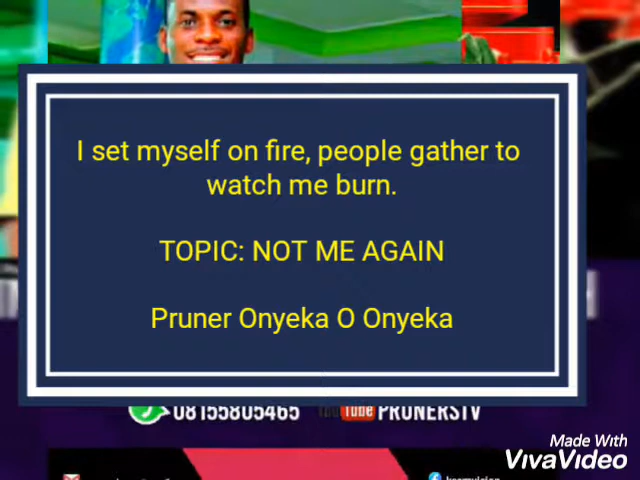 I set myself on fire, people gather to
watch me burn.
TOPIC: NOT ME AGAIN
Pruner Onyeka O Onyeka
08155805465 YouTube PRUNERSTV
Made With
VivaVideo